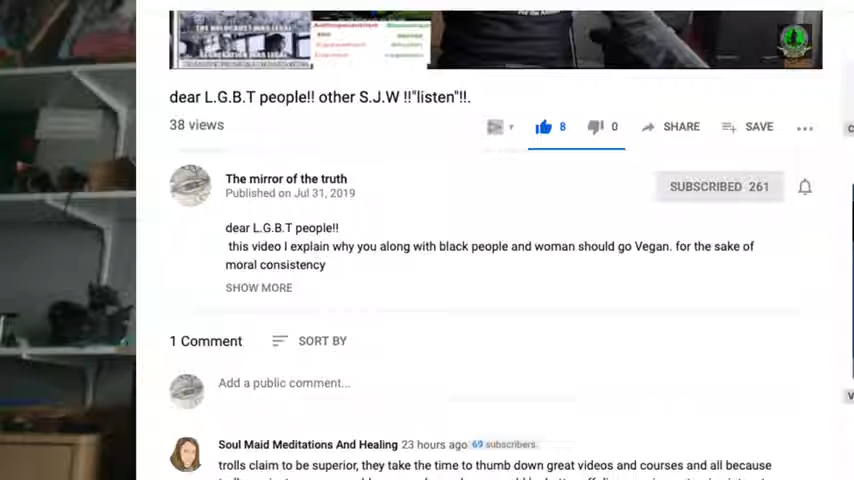 THE HOLOCAUST WAS LEGAL
dear L.G.B.T people!! other S.J.W !!"listen"!!.
38 views
8
0
SHARE
SAVE
The mirror of the truth
Published on Jul 31, 2019
SUBSCRIBED 261
dear L.G.B.T people!!
this video I explain why you along with black people and woman should go Vegan. for the sake of
moral consistency
SHOW MORE
1 Comment
SORT BY
Add a public comment...
Soul Maid Meditations And Healing 23 hours ago 69 subscribers
trolls claim to be superior, they take the time to thumb down great videos and courses and all because